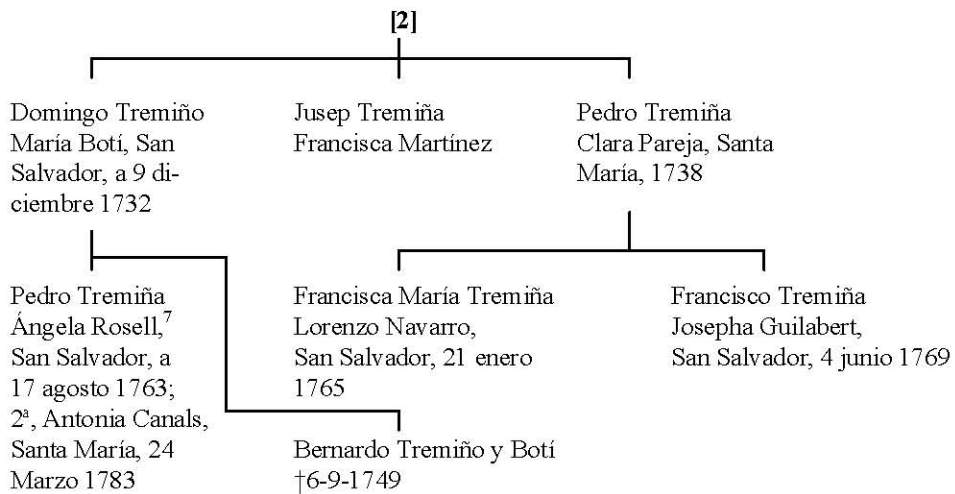 [2]
Domingo Tremiño
María Botí, San
Salvador, a 9 di-
ciembre 1732
Jusep Tremiña
Francisca Martínez
Pedro Tremiña
Clara Pareja, Santa
María, 1738
Pedro Tremiña
Ángela Rosell,7
San Salvador, a
17 agosto 1763;
2ª, Antonia Canals,
Santa María, 24
Marzo 1783
Francisca María Tremiña
Lorenzo Navarro,
San Salvador, 21 enero
1765
Francisco Tremiña
Josepha Guilabert,
San Salvador, 4 junio 1769
Bernardo Tremiño y Botí
†6-9-1749